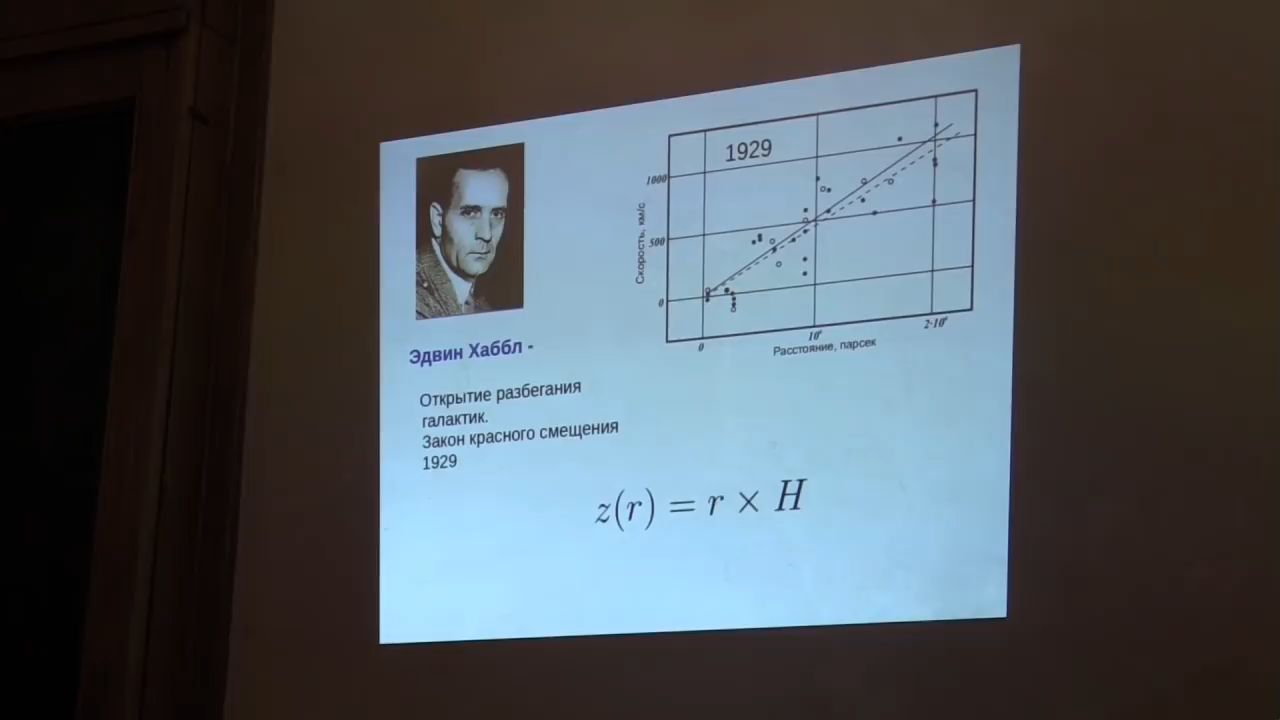 1929
1000
500
0
Скорость, км/с
0
10⁶
2·10⁶
Расстояние, парсек
Эдвин Хаббл -
Открытие разбегания
галактик.
Закон красного смещения
1929
z(r) = r × H